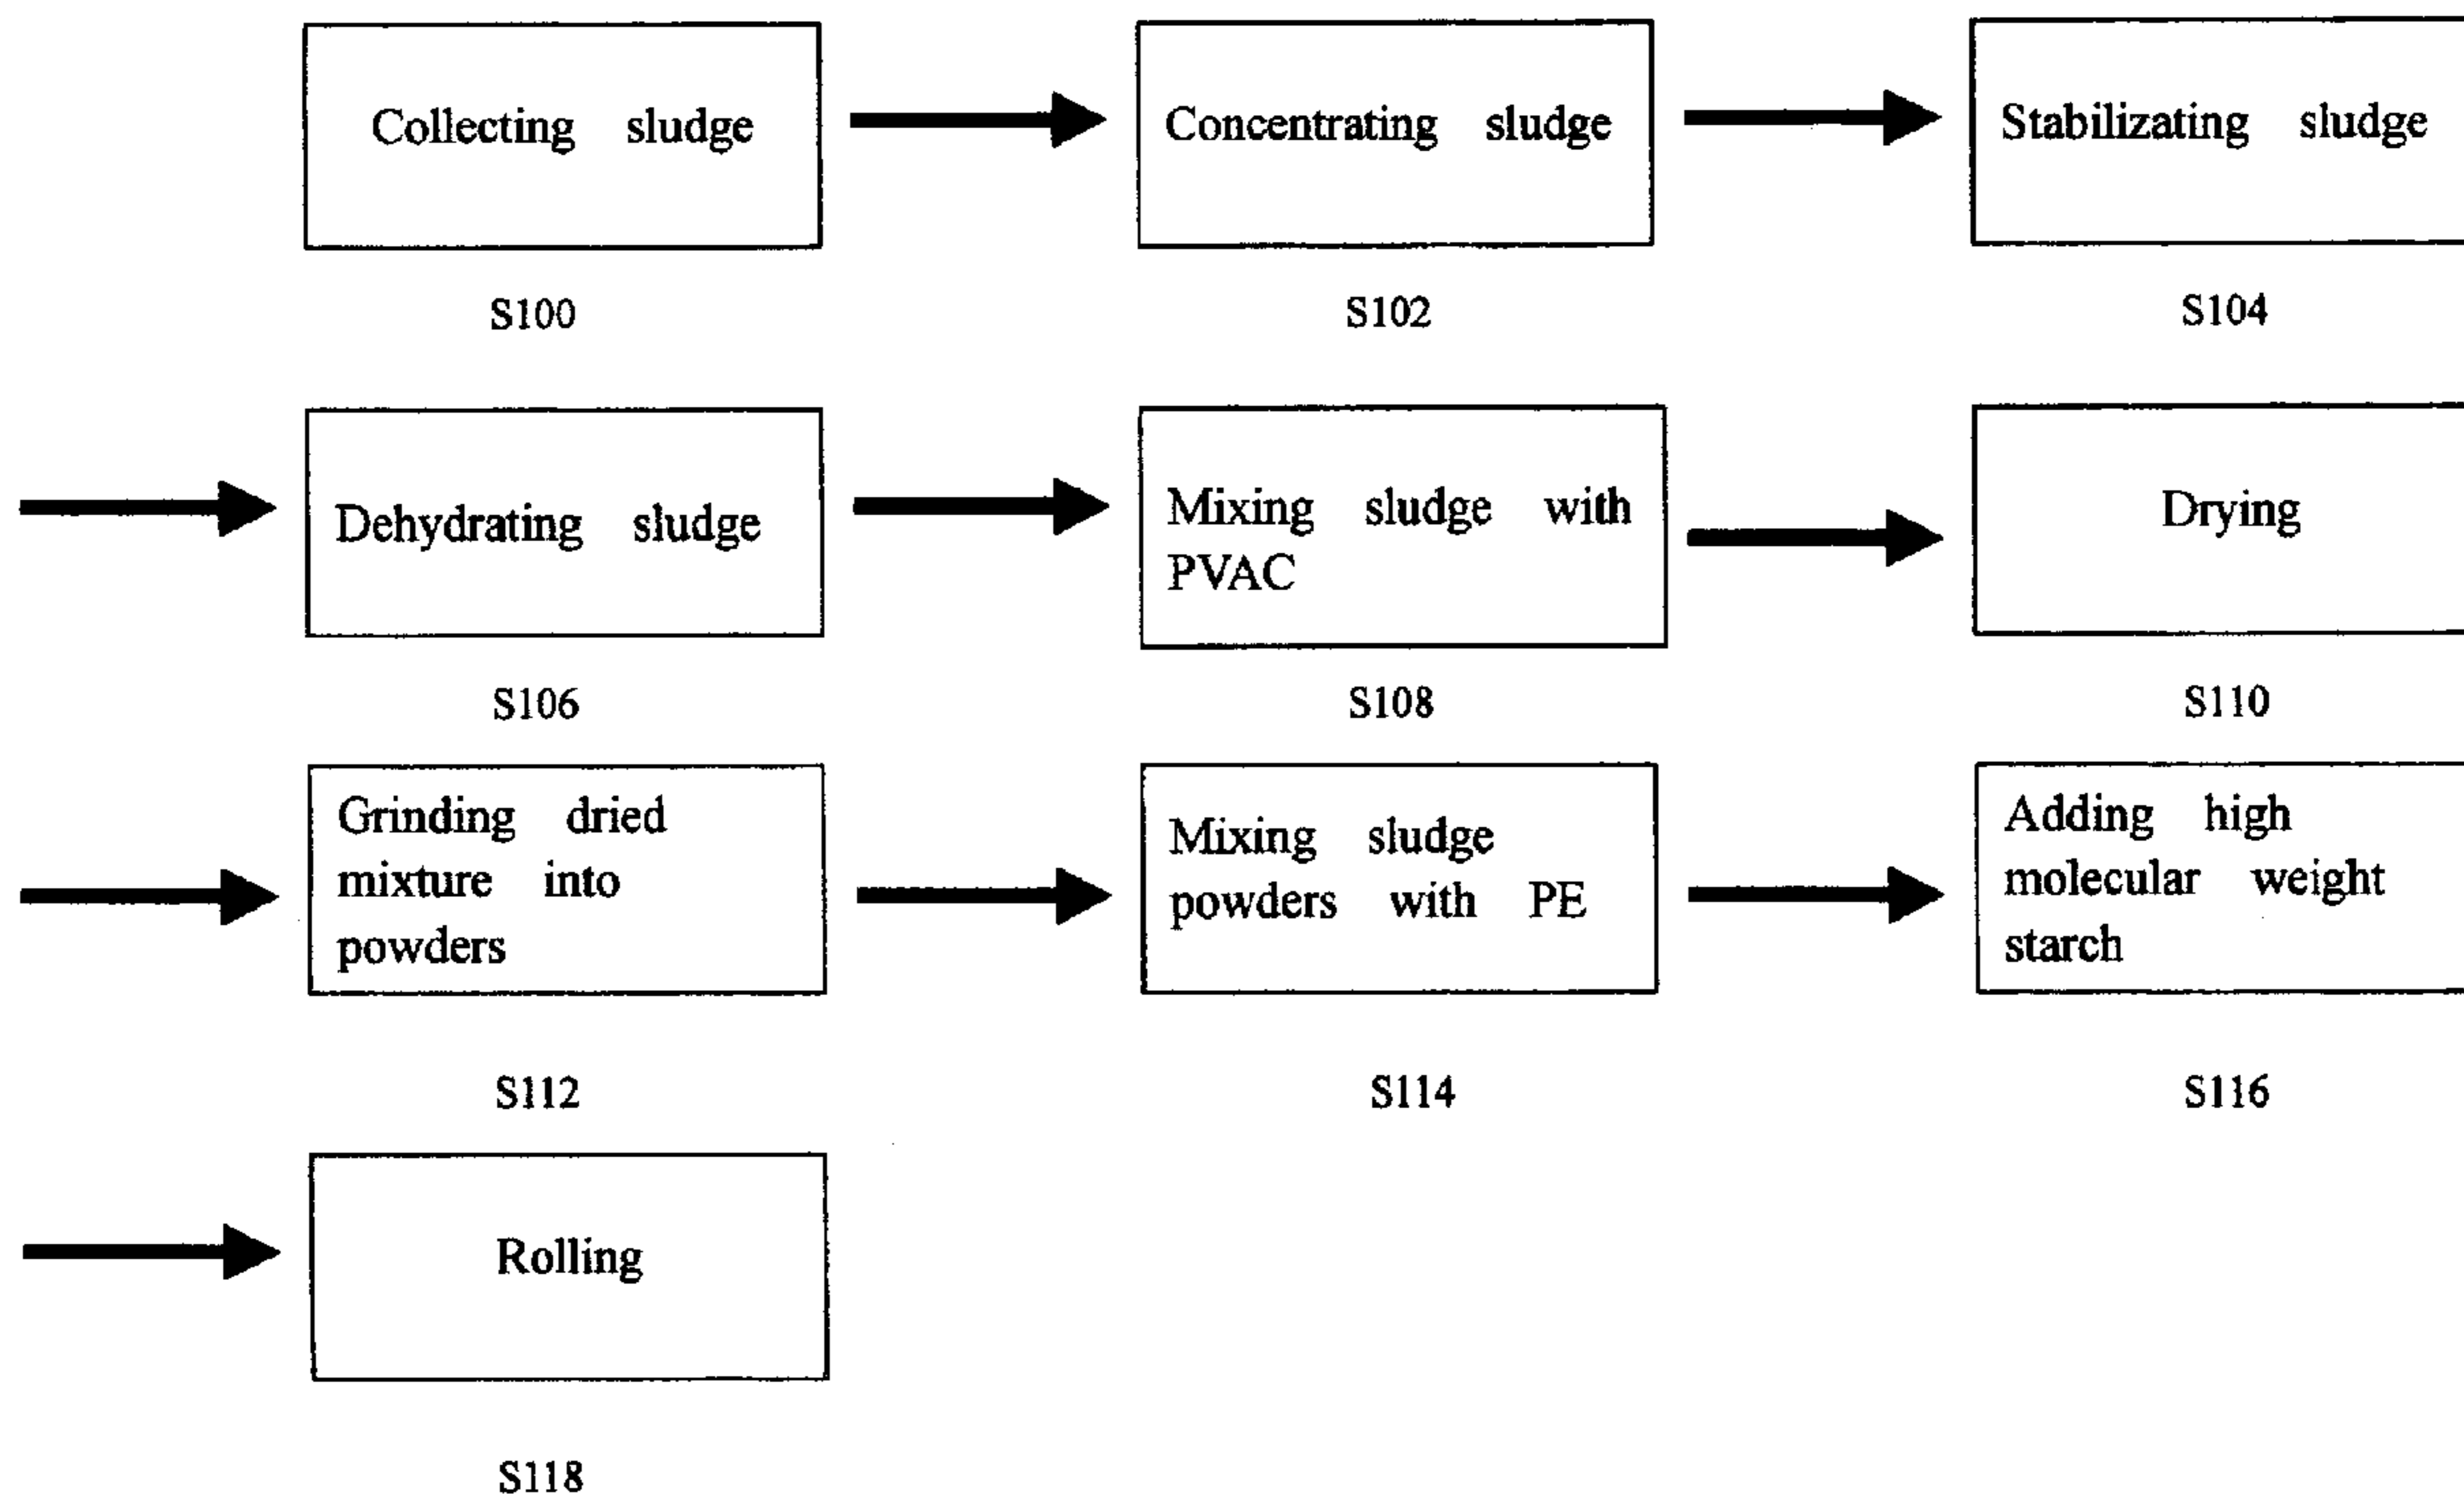 Collecting sludge
Concentrating sludge
Stabilizating sludge
S100
S102
S104
Dehydrating sludge
Mixing sludge with
PVAC
Drying
S106
S108
S110
Grinding dried
mixture into
powders
Mixing sludge
powders with PE
Adding high
molecular weight
starch
S112
S114
S116
Rolling
S118